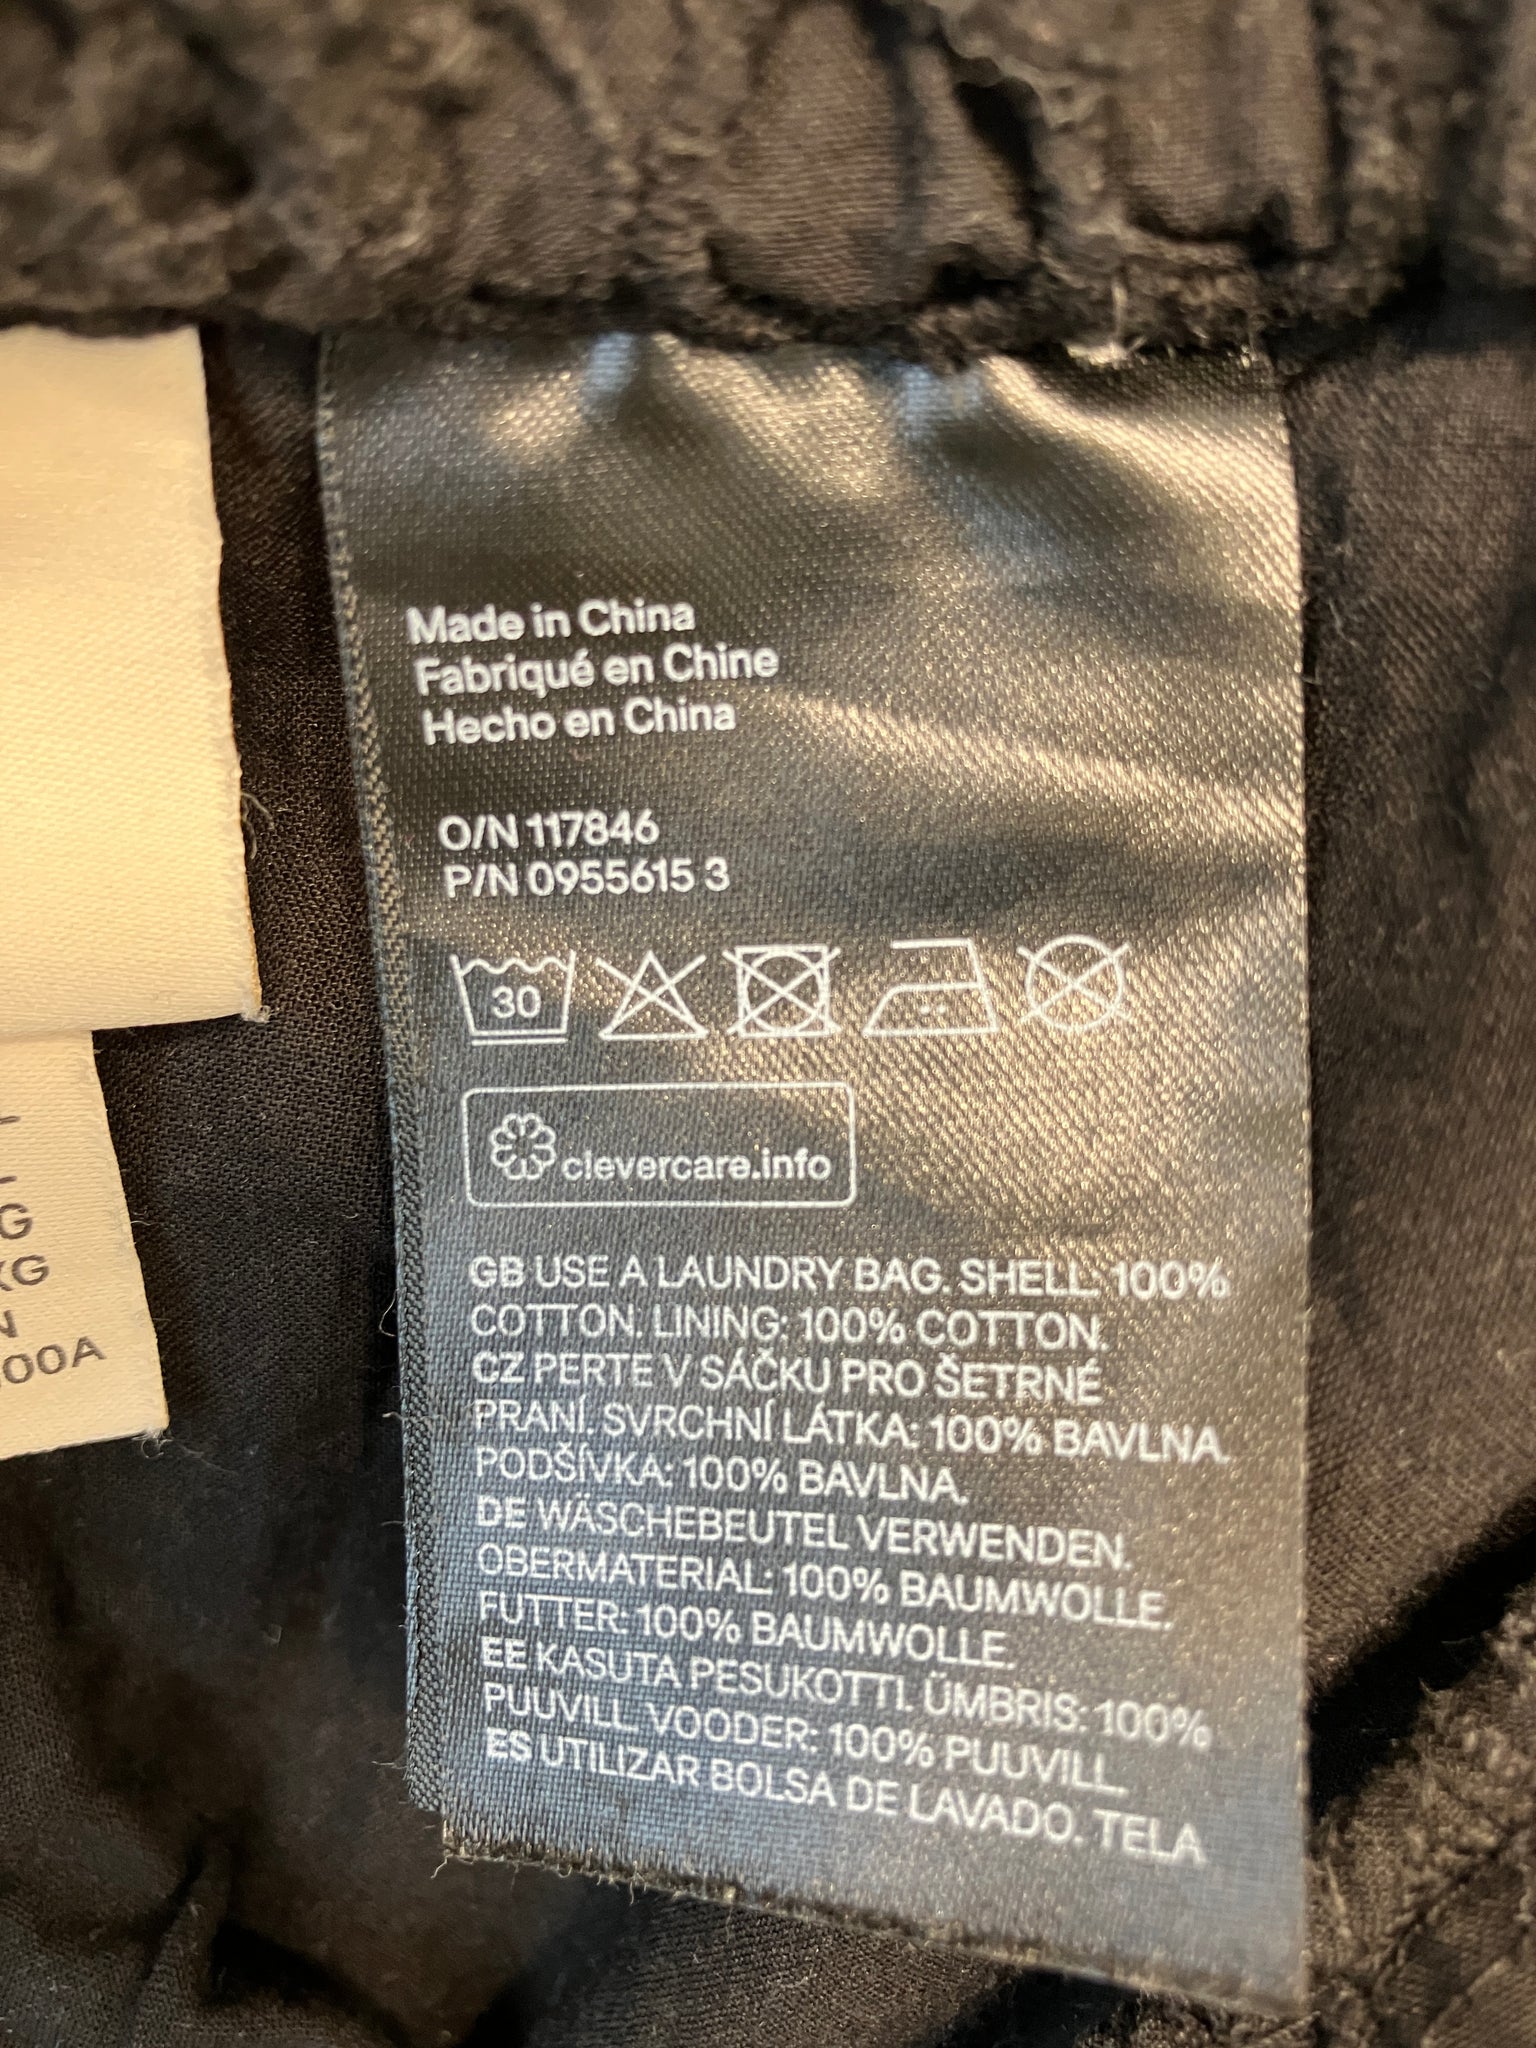 Made in China
Fabriqué en Chine
Hecho en China
O/N 117846
P/N 0955615 3
30
clevercare.info
GB USE A LAUNDRY BAG. SHELL: 100%
COTTON. LINING: 100% COTTON.
CZ PERTE V SÁČKU PRO ŠETRNÉ
PRANÍ. SVRCHNÍ LÁTKA: 100% BAVLNA.
PODŠÍVKA: 100% BAVLNA.
DE WÄSCHEBEUTEL VERWENDEN.
OBERMATERIAL: 100% BAUMWOLLE.
FUTTER: 100% BAUMWOLLE.
EE KASUTA PESUKOTTI. ÜMBRIS: 100%
PUUVILL. VOODER: 100% PUUVILL.
ES UTILIZAR BOLSA DE LAVADO. TELA
G
XG
N
00A